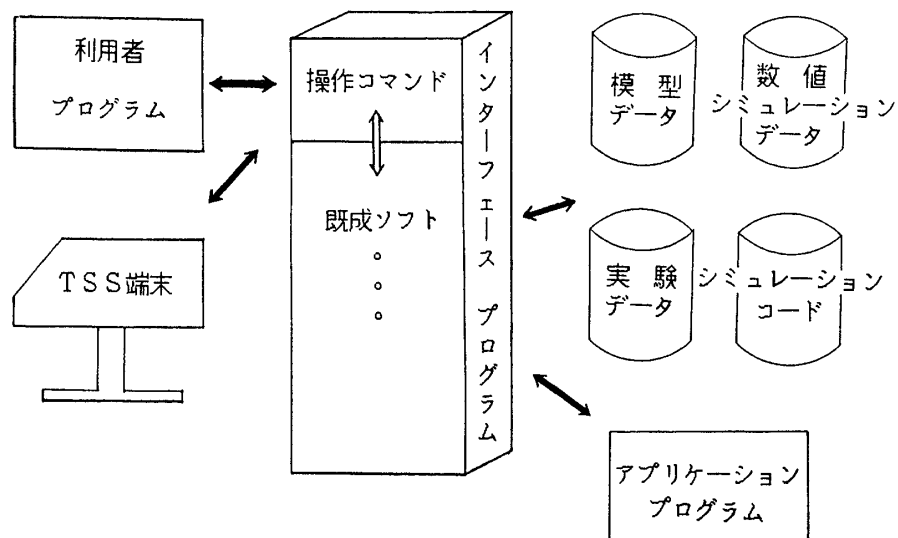 利用者
プログラム
TSS端末
操作コマンド
既成ソフト
インターフェース プログラム
模型
データ
数値
シミュレーション
データ
実験
データ
シミュレーション
コード
アプリケーション
プログラム